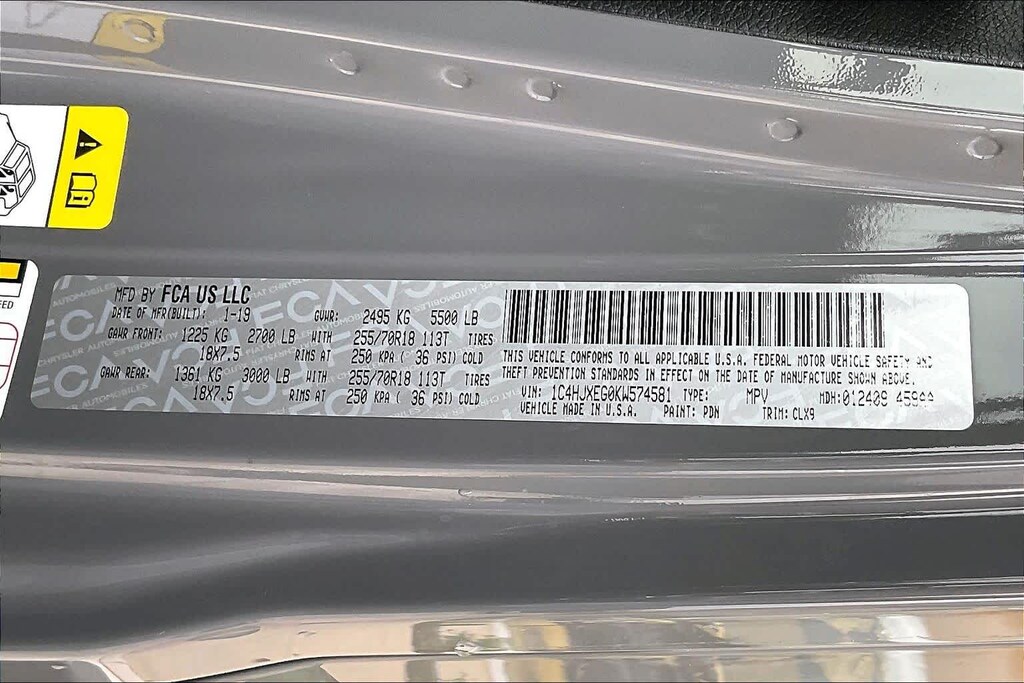 EED
MFD BY FCA US LLC
DATE OF MFR(BUILT): 1-19 GVWR: 2495 KG 5500 LB
GAWR FRONT: 1225 KG 2700 LB WITH 255/70R18 113T TIRES
18X7.5 RIMS AT 250 KPA ( 36 PSI) COLD
GAWR REAR: 1361 KG 3000 LB WITH 255/70R18 113T TIRES
18X7.5 RIMS AT 250 KPA ( 36 PSI) COLD
THIS VEHICLE CONFORMS TO ALL APPLICABLE U.S.A. FEDERAL MOTOR VEHICLE SAFETY AND
THEFT PREVENTION STANDARDS IN EFFECT ON THE DATE OF MANUFACTURE SHOWN ABOVE.
VIN: 1C4HJXEG0KW574581 TYPE: MPV MDH: 012409
VEHICLE MADE IN U.S.A. PAINT: PDN TRIM: CLX9